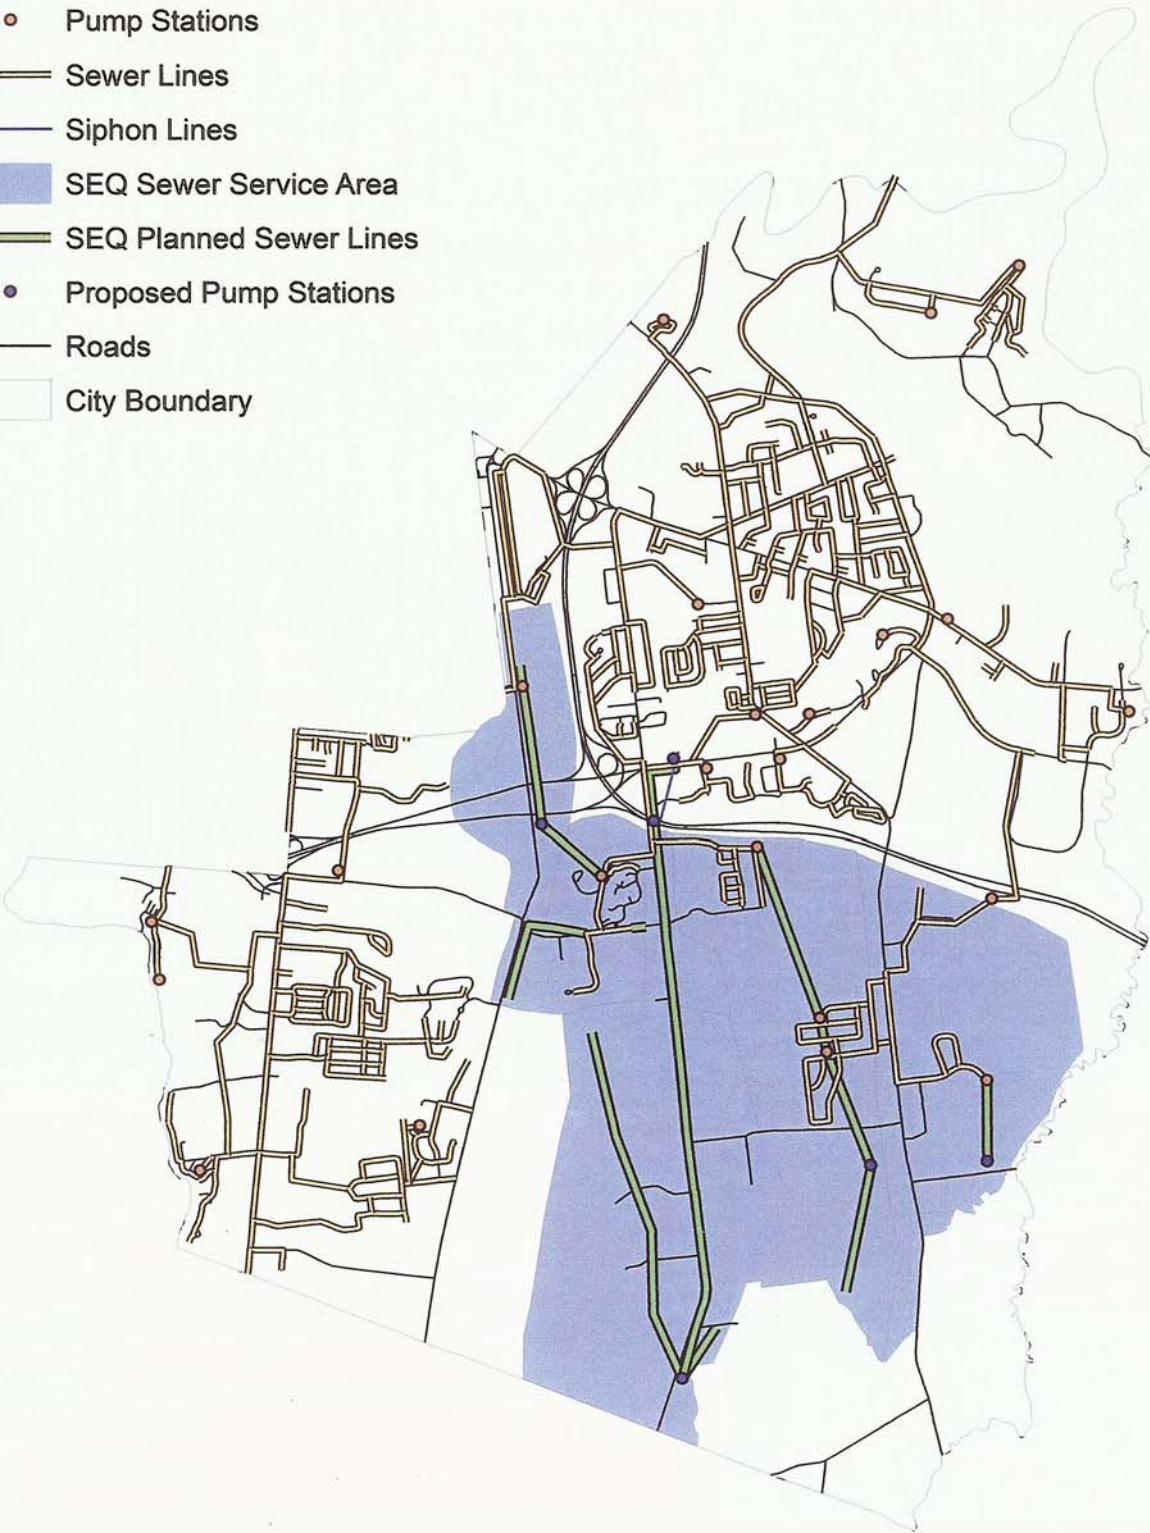 Pump Stations
Sewer Lines
Siphon Lines
SEQ Sewer Service Area
SEQ Planned Sewer Lines
Proposed Pump Stations
Roads
City Boundary